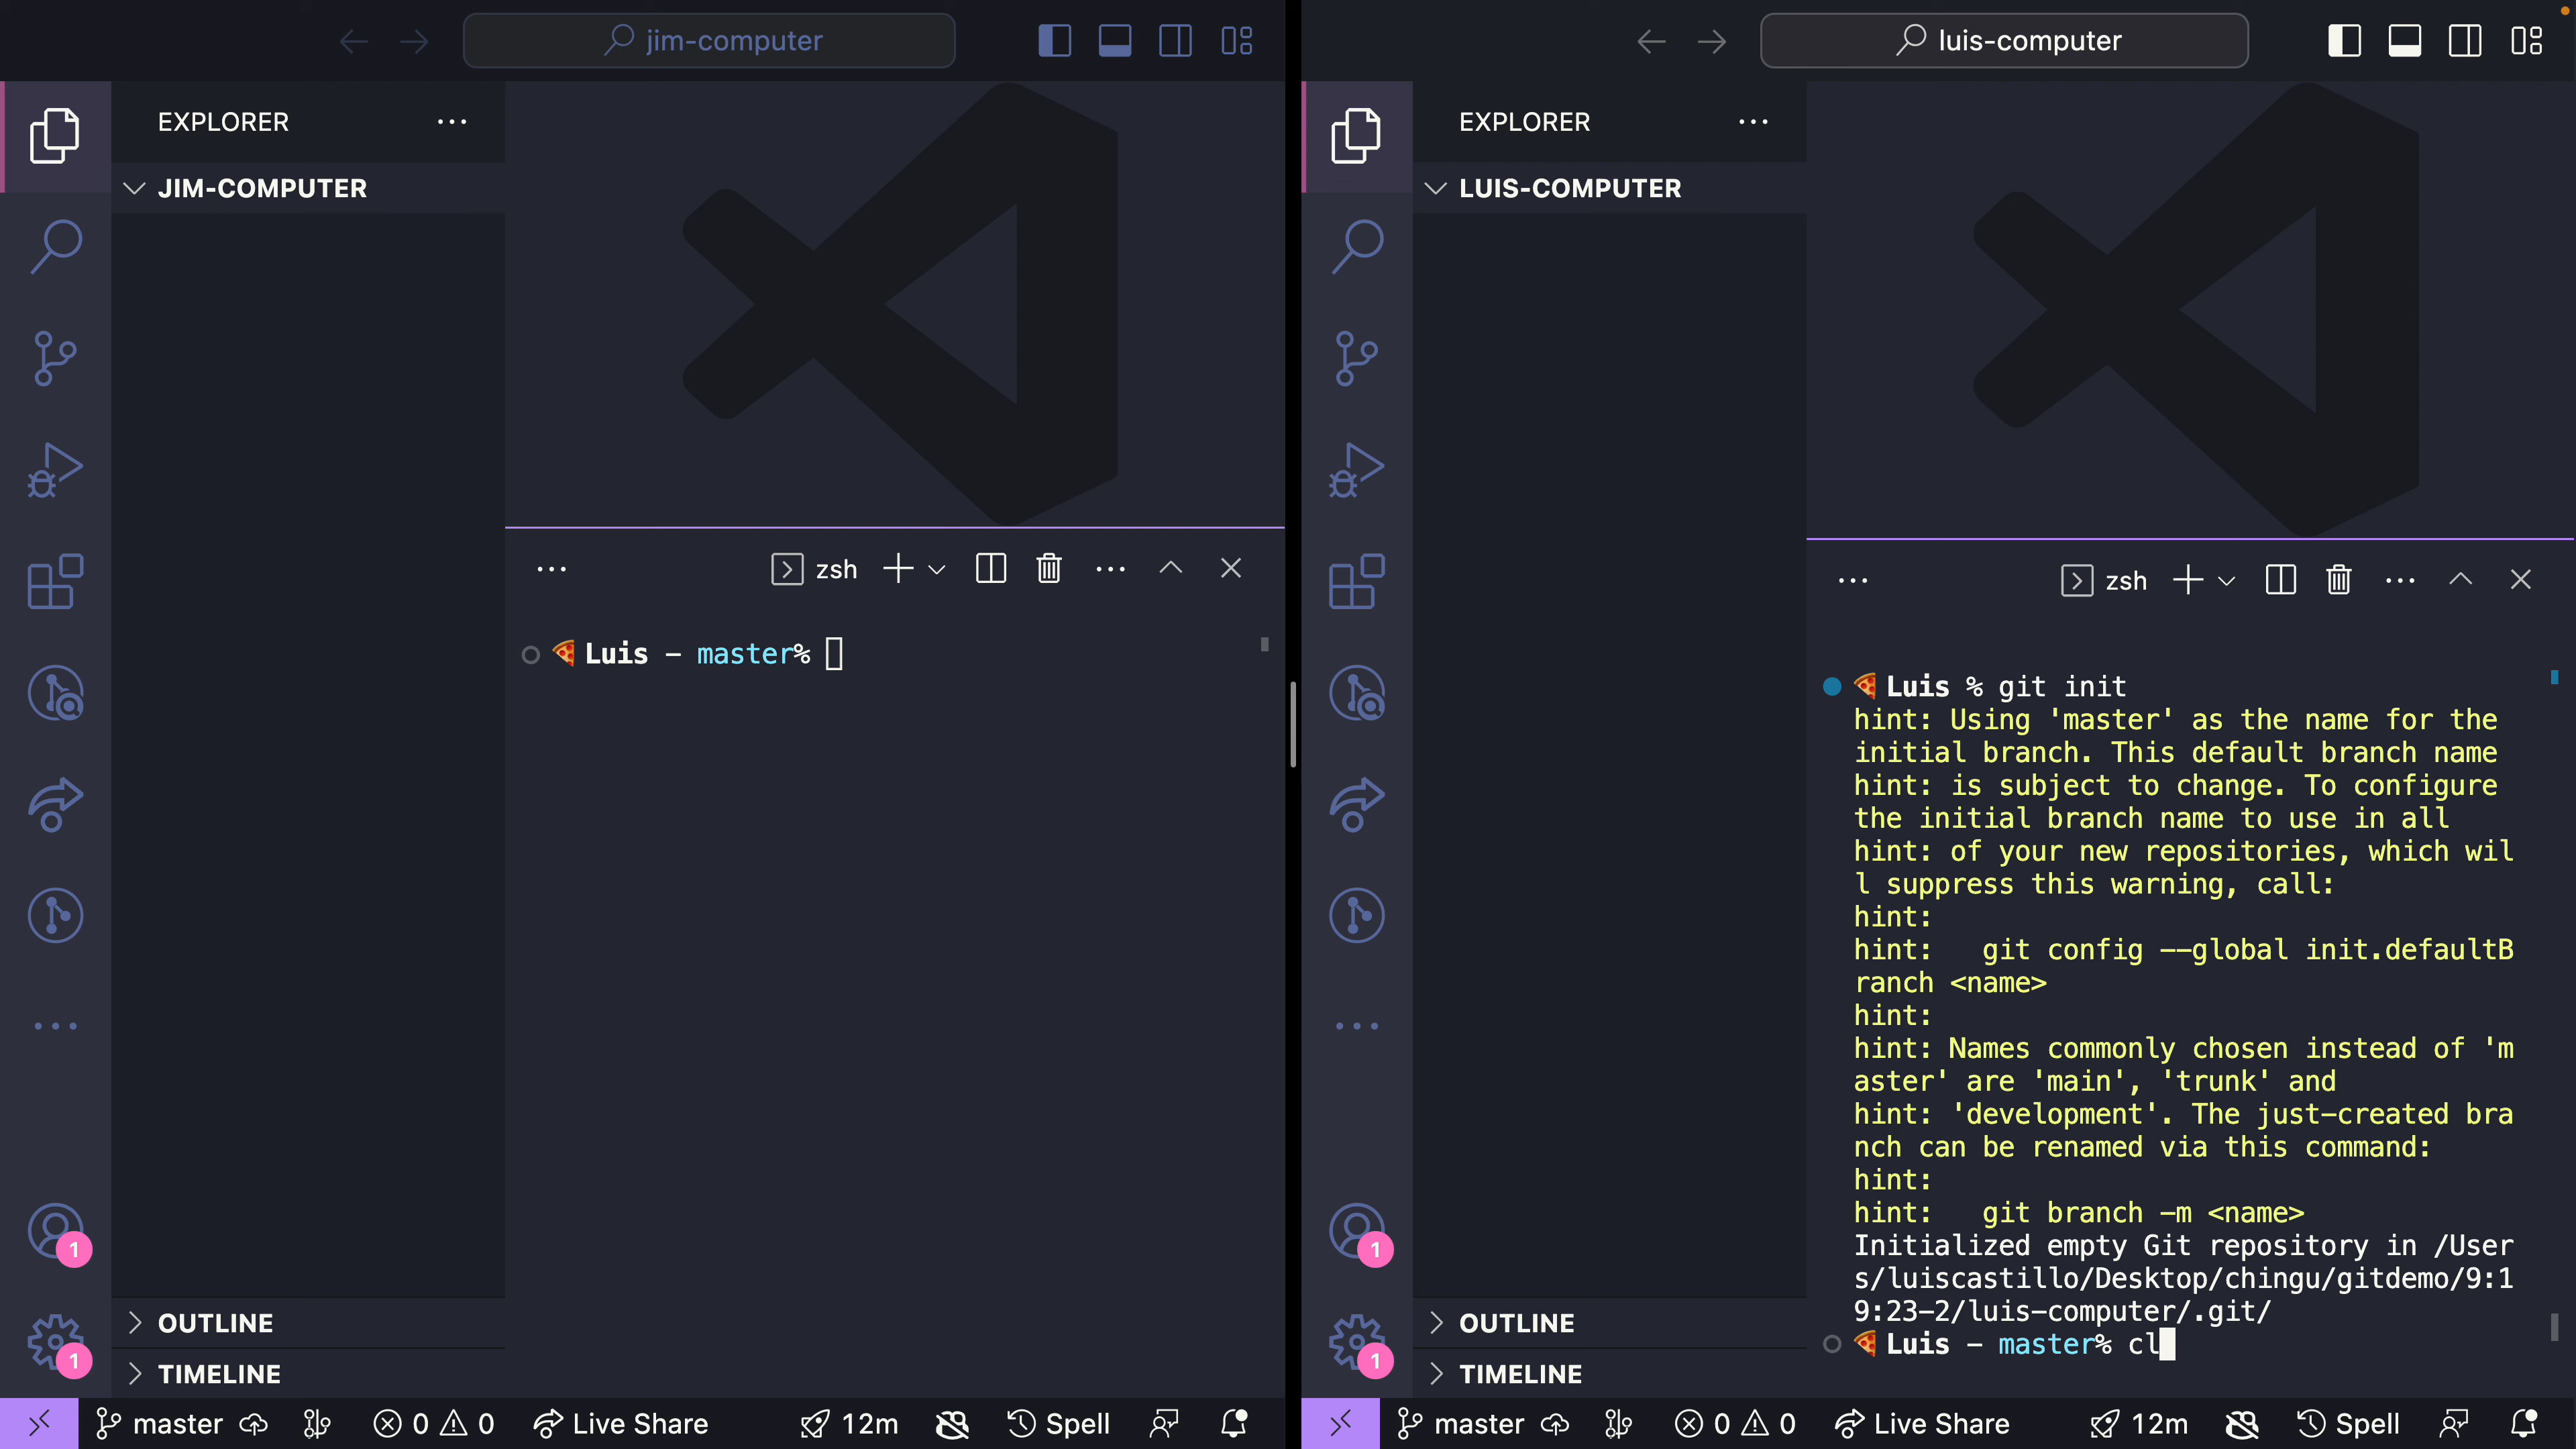 jim-computer
EXPLORER
JIM-COMPUTER
zsh
Luis - master%
OUTLINE
1
TIMELINE
1
master
0 0
Live Share
12m
Spell
luis-computer
EXPLORER
LUIS-COMPUTER
zsh
Luis % git init
hint: Using 'master' as the name for the
initial branch. This default branch name
hint: is subject to change. To configure
the initial branch name to use in all
hint: of your new repositories, which wil
l suppress this warning, call:
hint:
hint:   git config --global init.defaultB
ranch <name>
hint:
hint: Names commonly chosen instead of 'm
aster' are 'main', 'trunk' and
hint: 'development'. The just-created bra
nch can be renamed via this command:
hint:
hint:   git branch -m <name>
Initialized empty Git repository in /User
s/luiscastillo/Desktop/chingu/gitdemo/9:1
9:23-2/luis-computer/.git/
Luis - master% cl
1
OUTLINE
1
TIMELINE
master
0 0
Live Share
12m
Spell